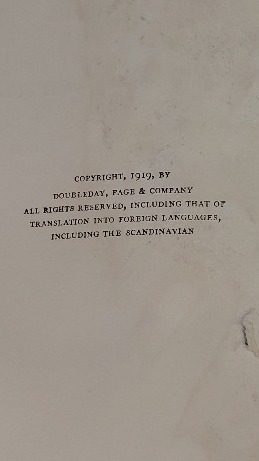 COPYRIGHT, 1919, BY
DOUBLEDAY, PAGE & COMPANY
ALL RIGHTS RESERVED, INCLUDING THAT OF
TRANSLATION INTO FOREIGN LANGUAGES,
INCLUDING THE SCANDINAVIAN